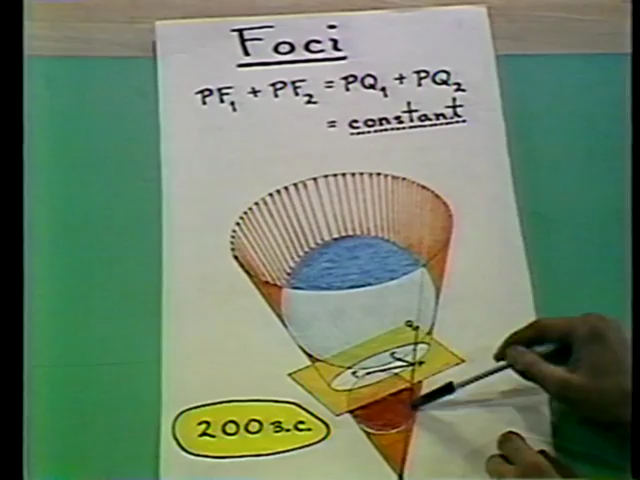 Foci
PF₁ + PF₂ = PQ₁ + PQ₂
= constant
200 B.C.